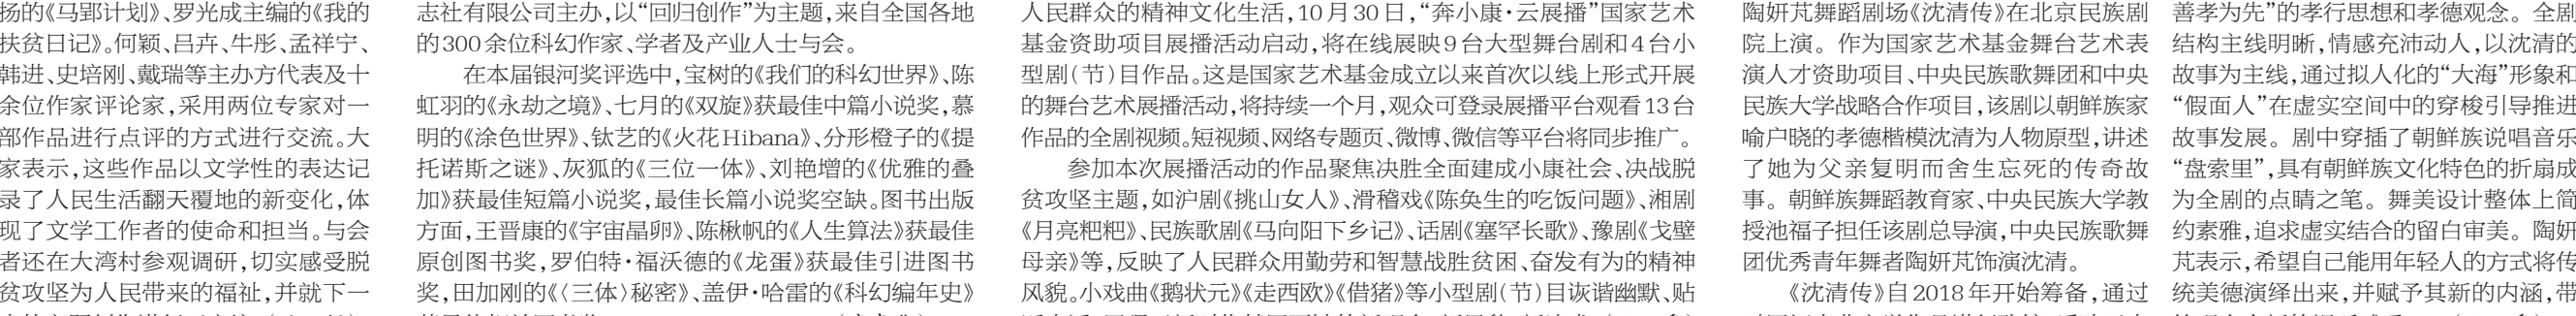 扬的《马郢计划》、罗光成主编的《我的
扶贫日记》。何颖、吕卉、牛彤、孟祥宁、
韩进、史培刚、戴瑞等主办方代表及十
余位作家评论家,采用两位专家对一
部作品进行点评的方式进行交流。大
家表示,这些作品以文学性的表达记
录了人民生活翻天覆地的新变化,体
现了文学工作者的使命和担当。与会
者还在大湾村参观调研,切实感受脱
贫攻坚为人民带来的福祉,并就下一
志社有限公司主办,以“回归创作”为主题,来自全国各地
的300余位科幻作家、学者及产业人士与会。
在本届银河奖评选中,宝树的《我们的科幻世界》、陈
虹羽的《永劫之境》、七月的《双旋》获最佳中篇小说奖,慕
明的《涂色世界》、钛艺的《火花Hibana》、分形橙子的《提
托诺斯之谜》、灰狐的《三位一体》、刘艳增的《优雅的叠
加》获最佳短篇小说奖,最佳长篇小说奖空缺。图书出版
方面,王晋康的《宇宙晶卵》、陈楸帆的《人生算法》获最佳
原创图书奖,罗伯特·福沃德的《龙蛋》获最佳引进图书
奖,田加刚的《〈三体〉秘密》、盖伊·哈雷的《科幻编年史》
人民群众的精神文化生活,10月30日,“奔小康·云展播”国家艺术
基金资助项目展播活动启动,将在线展映9台大型舞台剧和4台小
型剧(节)目作品。这是国家艺术基金成立以来首次以线上形式开展
的舞台艺术展播活动,将持续一个月,观众可登录展播平台观看13台
作品的全剧视频。短视频、网络专题页、微博、微信等平台将同步推广。
参加本次展播活动的作品聚焦决胜全面建成小康社会、决战脱
贫攻坚主题,如沪剧《挑山女人》、滑稽戏《陈奂生的吃饭问题》、湘剧
《月亮粑粑》、民族歌剧《马向阳下乡记》、话剧《塞罕长歌》、豫剧《戈壁
母亲》等,反映了人民群众用勤劳和智慧战胜贫困、奋发有为的精神
风貌。小戏曲《鹅状元》《走西欧》《借猪》等小型剧(节)目诙谐幽默、贴
陶妍芃舞蹈剧场《沈清传》在北京民族剧
院上演。作为国家艺术基金舞台艺术表
演人才资助项目、中央民族歌舞团和中央
民族大学战略合作项目,该剧以朝鲜族家
喻户晓的孝德楷模沈清为人物原型,讲述
了她为父亲复明而舍生忘死的传奇故
事。朝鲜族舞蹈教育家、中央民族大学教
授池福子担任该剧总导演,中央民族歌舞
团优秀青年舞者陶妍芃饰演沈清。
《沈清传》自2018年开始筹备,通过
善孝为先”的孝行思想和孝德观念。全剧
结构主线明晰,情感充沛动人,以沈清的
故事为主线,通过拟人化的“大海”形象和
“假面人”在虚实空间中的穿梭引导推进
故事发展。剧中穿插了朝鲜族说唱音乐
“盘索里”,具有朝鲜族文化特色的折扇成
为全剧的点睛之笔。舞美设计整体上简
约素雅,追求虚实结合的留白审美。陶妍
芃表示,希望自己能用年轻人的方式将传
统美德演绎出来,并赋予其新的内涵,带